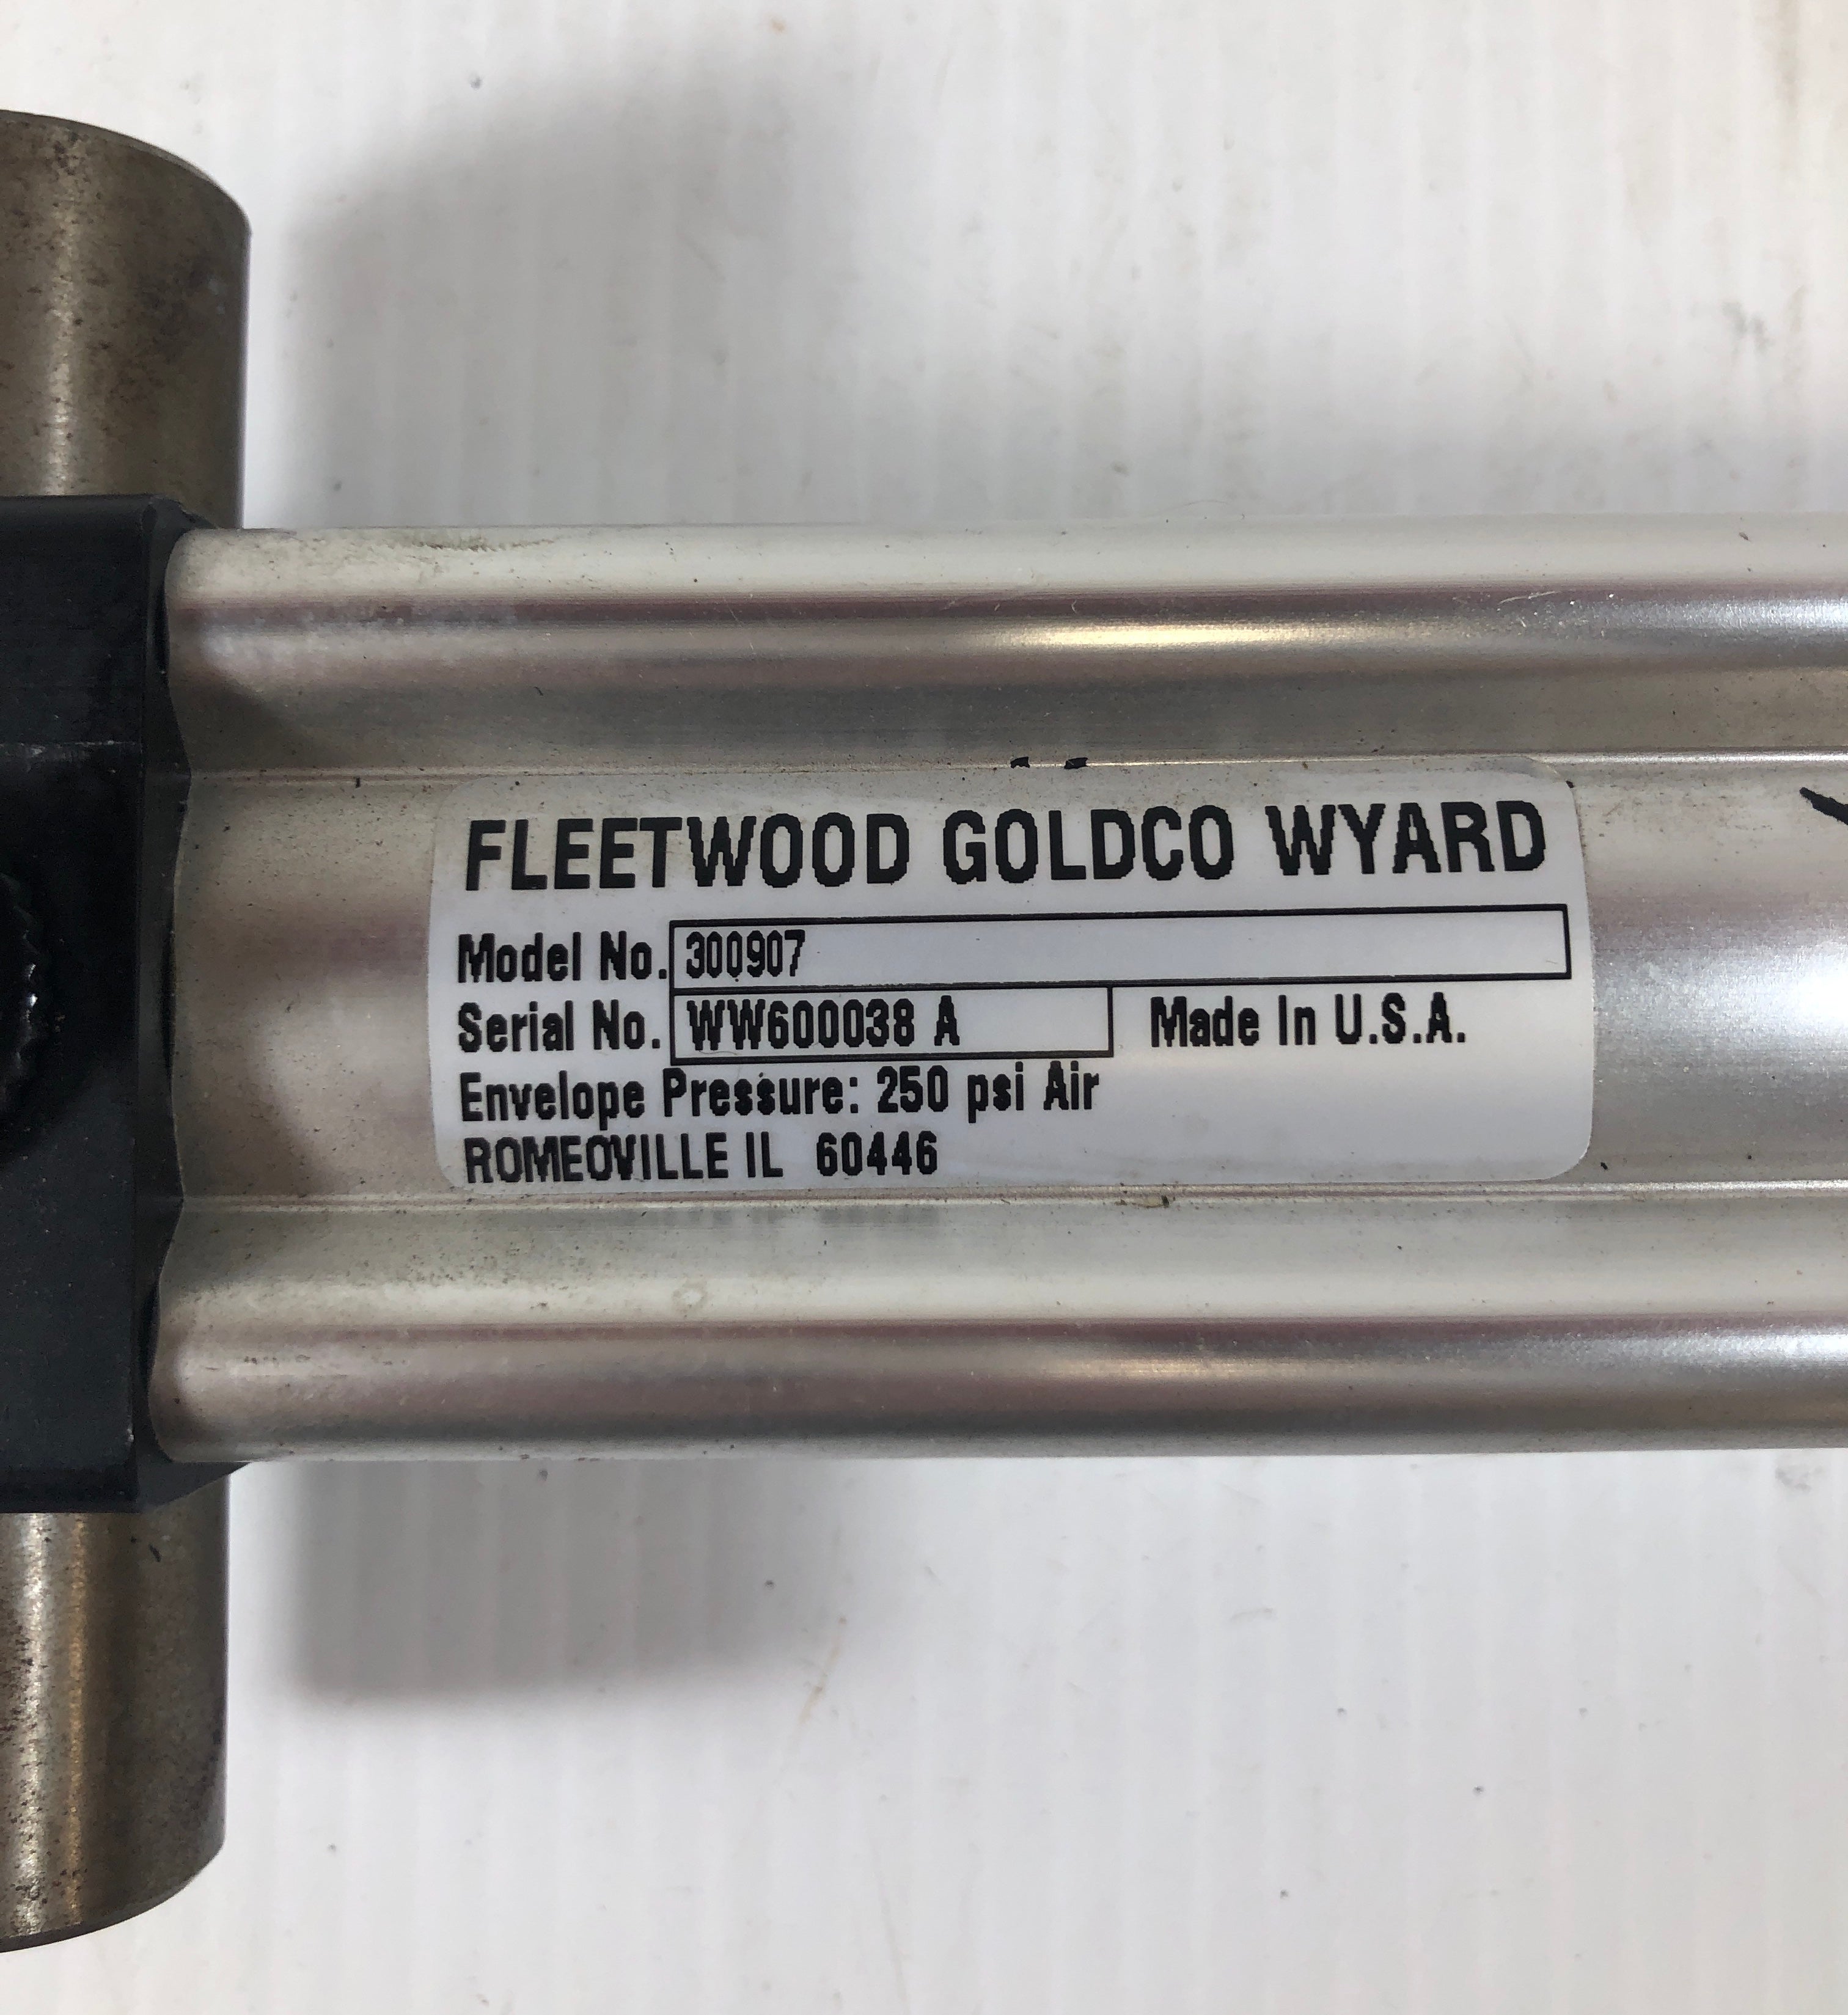 FLEETWOOD GOLDCO WYARD
Model No. 300907
Serial No. WW600038 A Made In U.S.A.
Envelope Pressure: 250 psi Air
ROMEOVILLE IL 60446